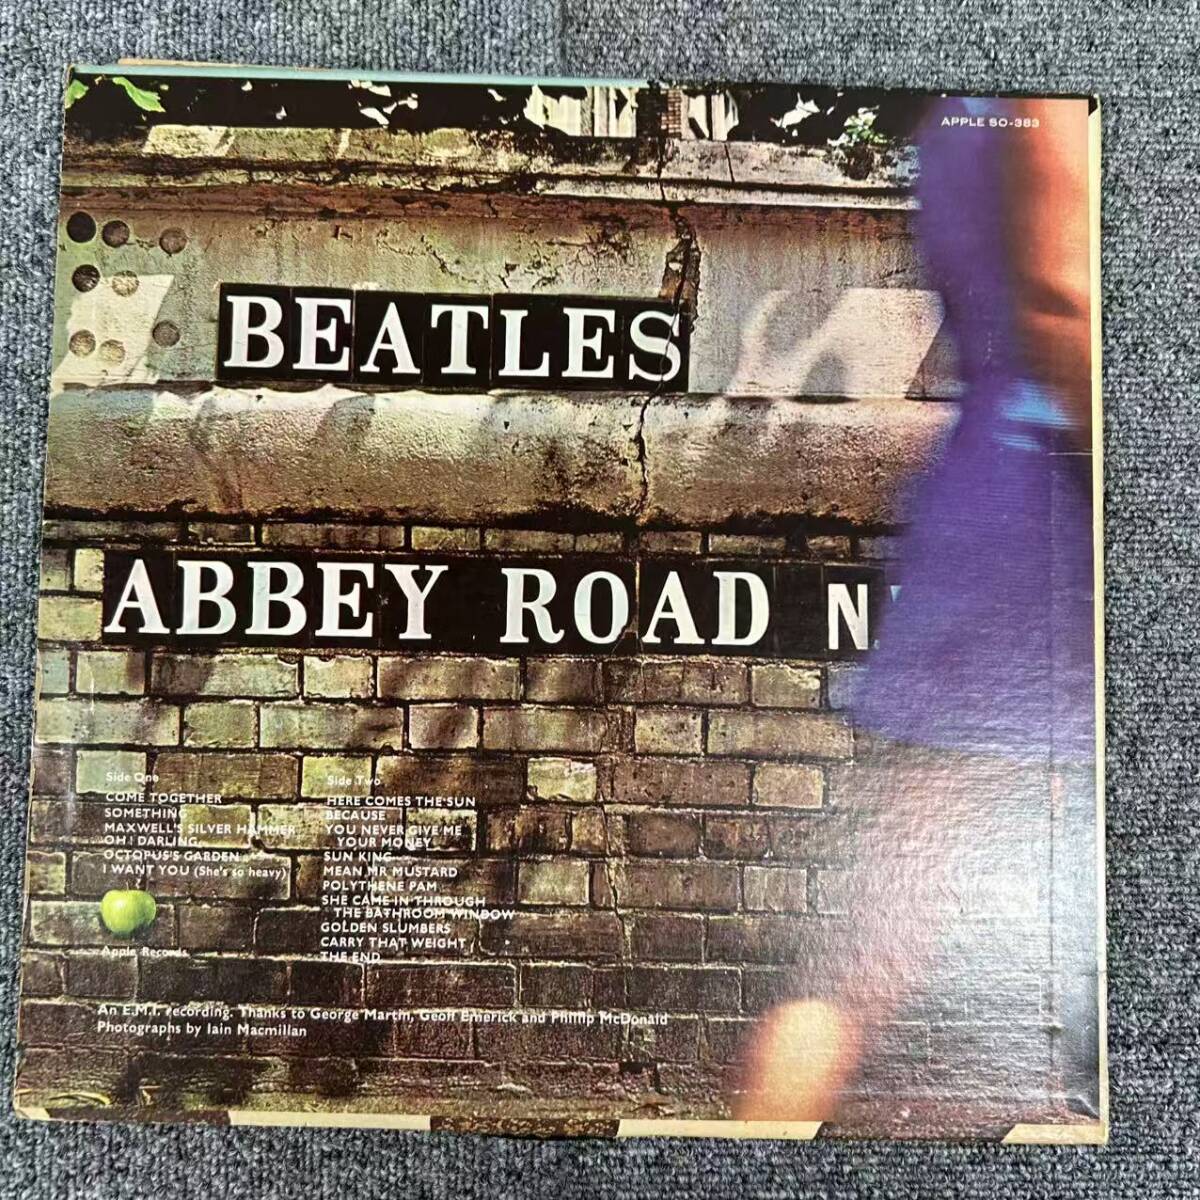 APPLE SO-383
BEATLES
ABBEY ROAD N
Side One
COME TOGETHER
SOMETHING
MAXWELL'S SILVER HAMMER
OH! DARLING
OCTOPUS'S GARDEN
I WANT YOU (She's so heavy)
Apple Records
Side Two
HERE COMES THE SUN
BECAUSE
YOU NEVER GIVE ME
YOUR MONEY
SUN KING
MEAN MR MUSTARD
POLYTHENE PAM
SHE CAME IN THROUGH
THE BATHROOM WINDOW
GOLDEN SLUMBERS
CARRY THAT WEIGHT
THE END
An E.M.I. recording. Thanks to George Martin, Geoff Emerick and Phillip McDonald
Photographs by Iain Macmillan